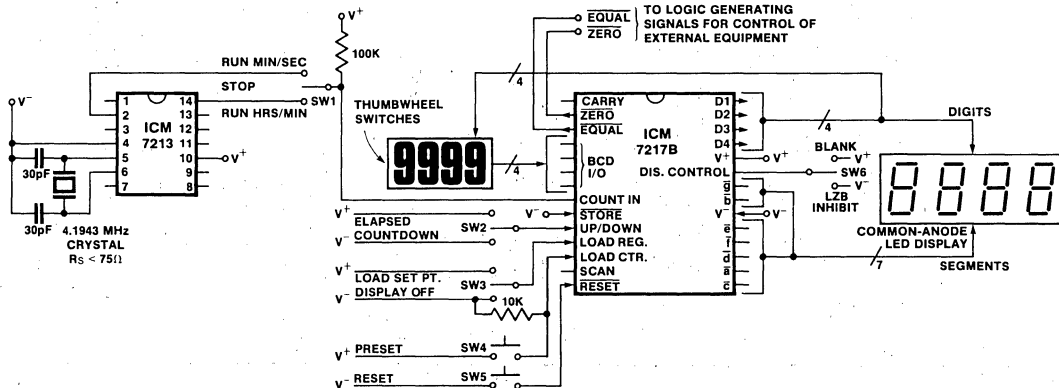 V+
100K
EQUAL
ZERO
TO LOGIC GENERATING
SIGNALS FOR CONTROL OF
EXTERNAL EQUIPMENT
RUN MIN/SEC
STOP
SW1
RUN HRS/MIN
V-
1
2
3
4
5
6
7
14
13
12
11
10
9
8
ICM
7213
V+
30pF
30pF
4.1943 MHz
CRYSTAL
RS < 75Ω
THUMBWHEEL
SWITCHES
9999
4
4
CARRY
ZERO
EQUAL
BCD
I/O
COUNT IN
STORE
UP/DOWN
LOAD REG.
LOAD CTR.
SCAN
RESET
ICM
7217B
D1
D2
D3
D4
V+
DIS. CONTROL
g
b
V-
e
f
d
a
c
4
DIGITS
V+
BLANK
V+
SW6
V-
LZB
INHIBIT
V-
8888
COMMON-ANODE
LED DISPLAY
7
SEGMENTS
V+
ELAPSED
V-
COUNTDOWN
SW2
V-
V+
LOAD SET PT.
V-
DISPLAY OFF
SW3
10K
V+
PRESET
SW4
V-
RESET
SW5